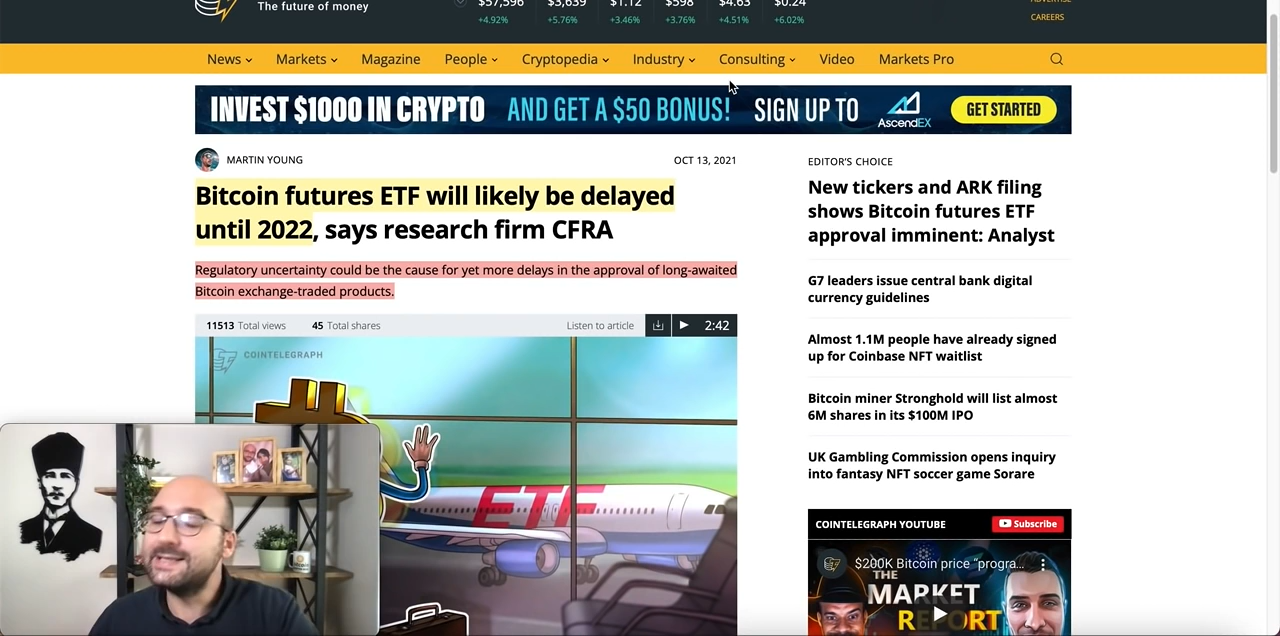 The future of money
$57,596
$3,639
$1.12
$598
$4.63
$0.24
+4.92%
+5.76%
+3.46%
+3.76%
+4.51%
+6.02%
ADVERTISE
CAREERS
News
Markets
Magazine
People
Cryptopedia
Industry
Consulting
Video
Markets Pro
INVEST $1000 IN CRYPTO AND GET A $50 BONUS! SIGN UP TO
AscendEX
GET STARTED
MARTIN YOUNG
OCT 13, 2021
Bitcoin futures ETF will likely be delayed
until 2022, says research firm CFRA
Regulatory uncertainty could be the cause for yet more delays in the approval of long-awaited
Bitcoin exchange-traded products.
11513 Total views
45 Total shares
Listen to article
2:42
COINTELEGRAPH
ETF
EDITOR'S CHOICE
New tickers and ARK filing
shows Bitcoin futures ETF
approval imminent: Analyst
G7 leaders issue central bank digital
currency guidelines
Almost 1.1M people have already signed
up for Coinbase NFT waitlist
Bitcoin miner Stronghold will list almost
6M shares in its $100M IPO
UK Gambling Commission opens inquiry
into fantasy NFT soccer game Sorare
COINTELEGRAPH YOUTUBE
Subscribe
$200K Bitcoin price “progra...
THE
MARKET
REPORT